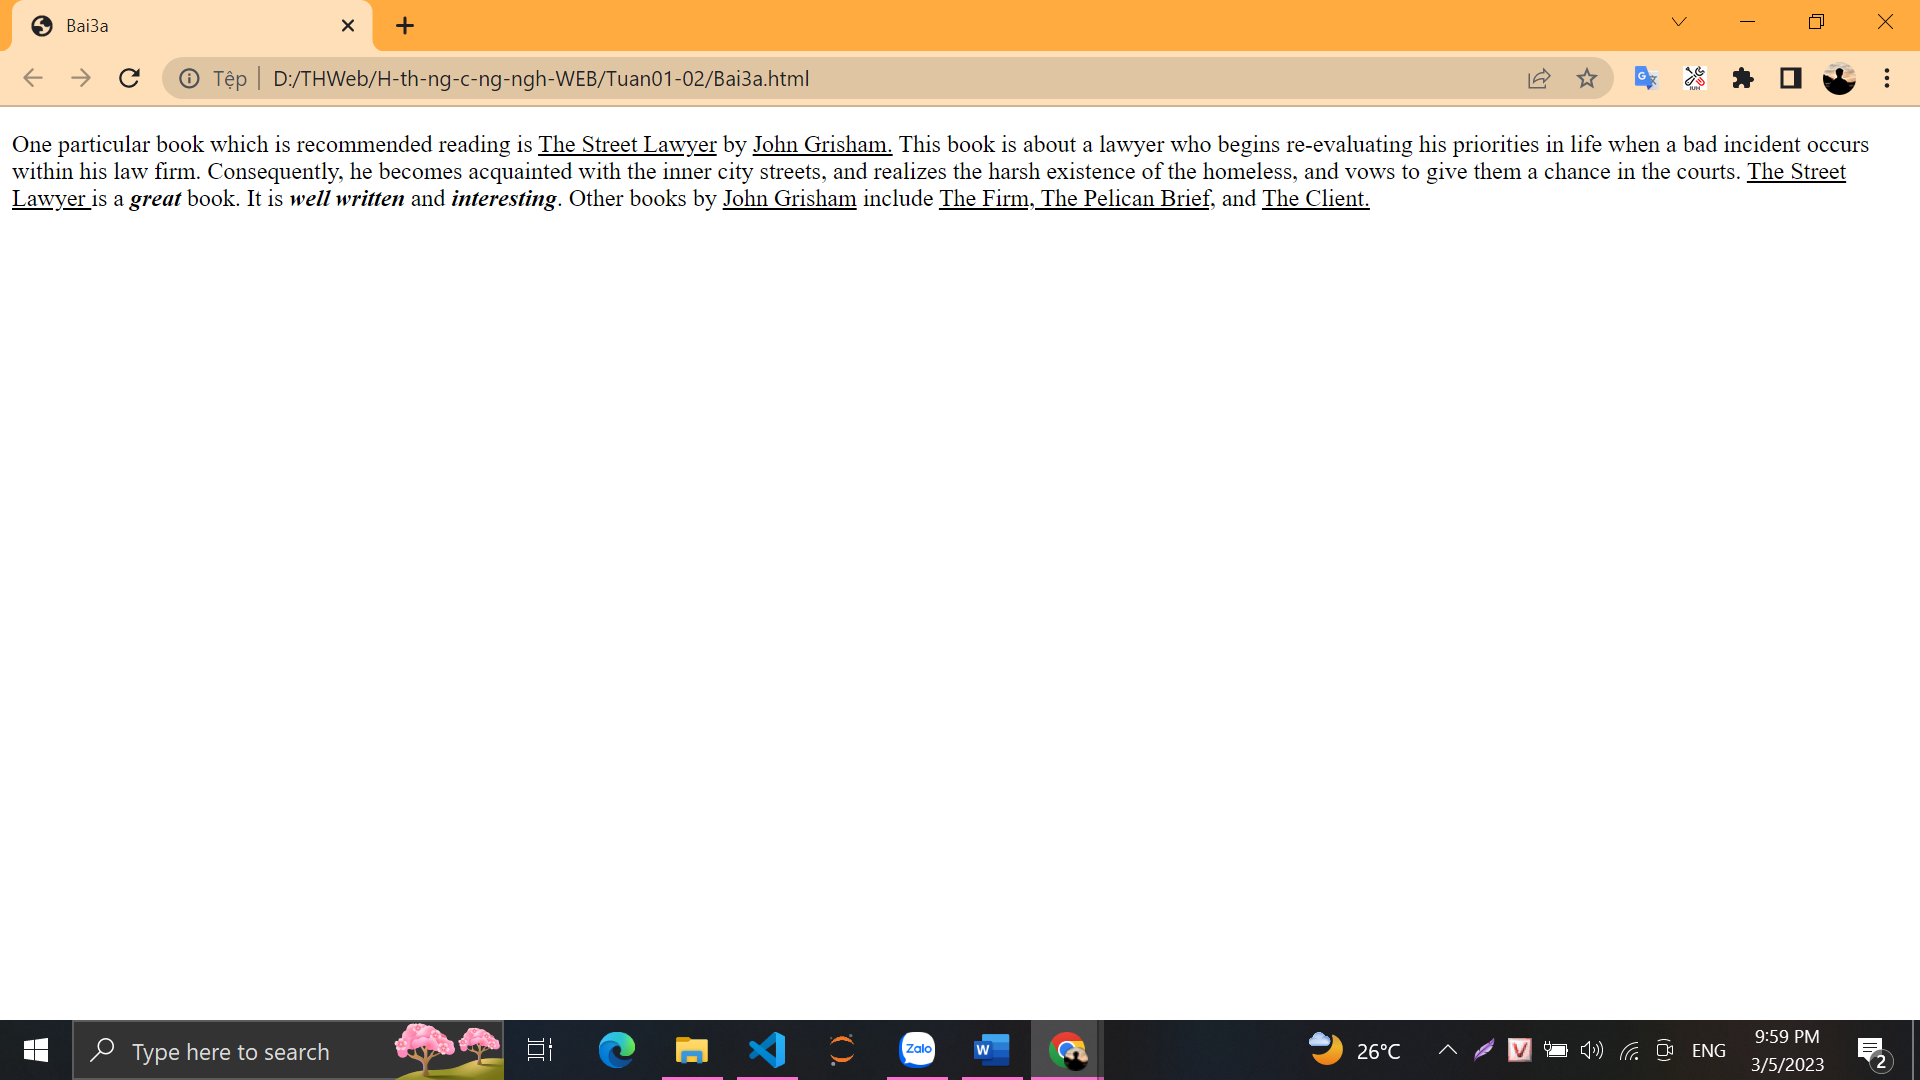 Bai3a
Tệp
D:/THWeb/H-th-ng-c-ng-ngh-WEB/Tuan01-02/Bai3a.html
One particular book which is recommended reading is The Street Lawyer by John Grisham. This book is about a lawyer who begins re-evaluating his priorities in life when a bad incident occurs
within his law firm. Consequently, he becomes acquainted with the inner city streets, and realizes the harsh existence of the homeless, and vows to give them a chance in the courts. The Street
Lawyer is a great book. It is well written and interesting. Other books by John Grisham include The Firm, The Pelican Brief, and The Client.
Type here to search
Zalo
26°C
ENG
9:59 PM
3/5/2023
2